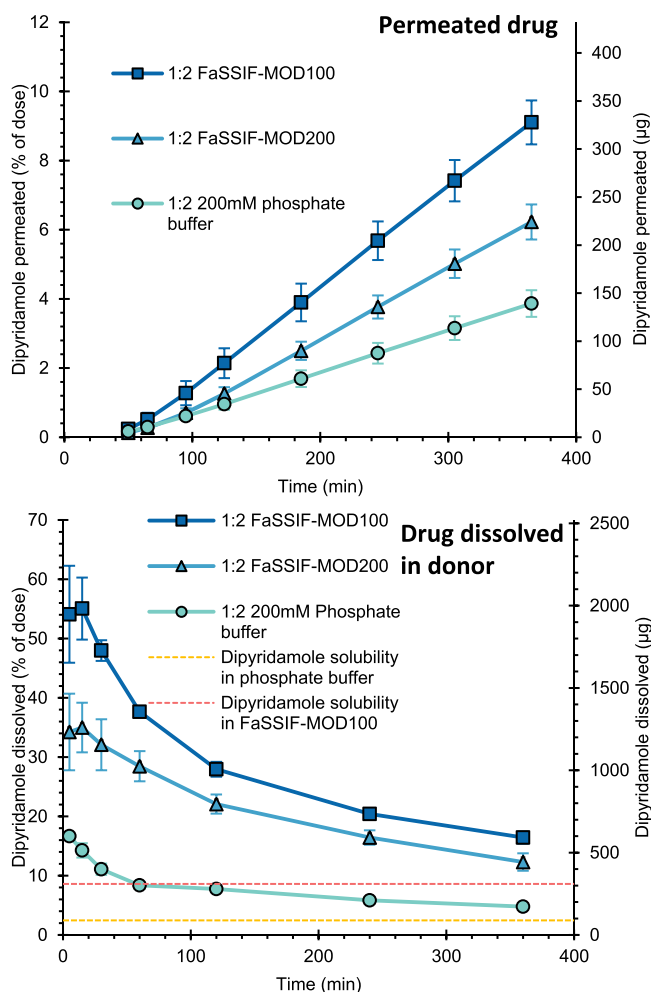 Permeated drug
12
10
8
6
4
2
0
400
350
300
250
200
150
100
50
0
0
100
200
300
400
Dipyridamole permeated (% of dose)
Dipyridamole permeated (µg)
Time (min)
1:2 FaSSIF-MOD100
1:2 FaSSIF-MOD200
1:2 200mM phosphate
buffer
Drug dissolved
in donor
70
60
50
40
30
20
10
0
2500
2000
1500
1000
500
0
0
100
200
300
400
Dipyridamole dissolved (% of dose)
Dipyridamole dissolved (µg)
Time (min)
1:2 FaSSIF-MOD100
1:2 FaSSIF-MOD200
1:2 200mM Phosphate
buffer
Dipyridamole solubility
in phosphate buffer
Dipyridamole solubility
in FaSSIF-MOD100